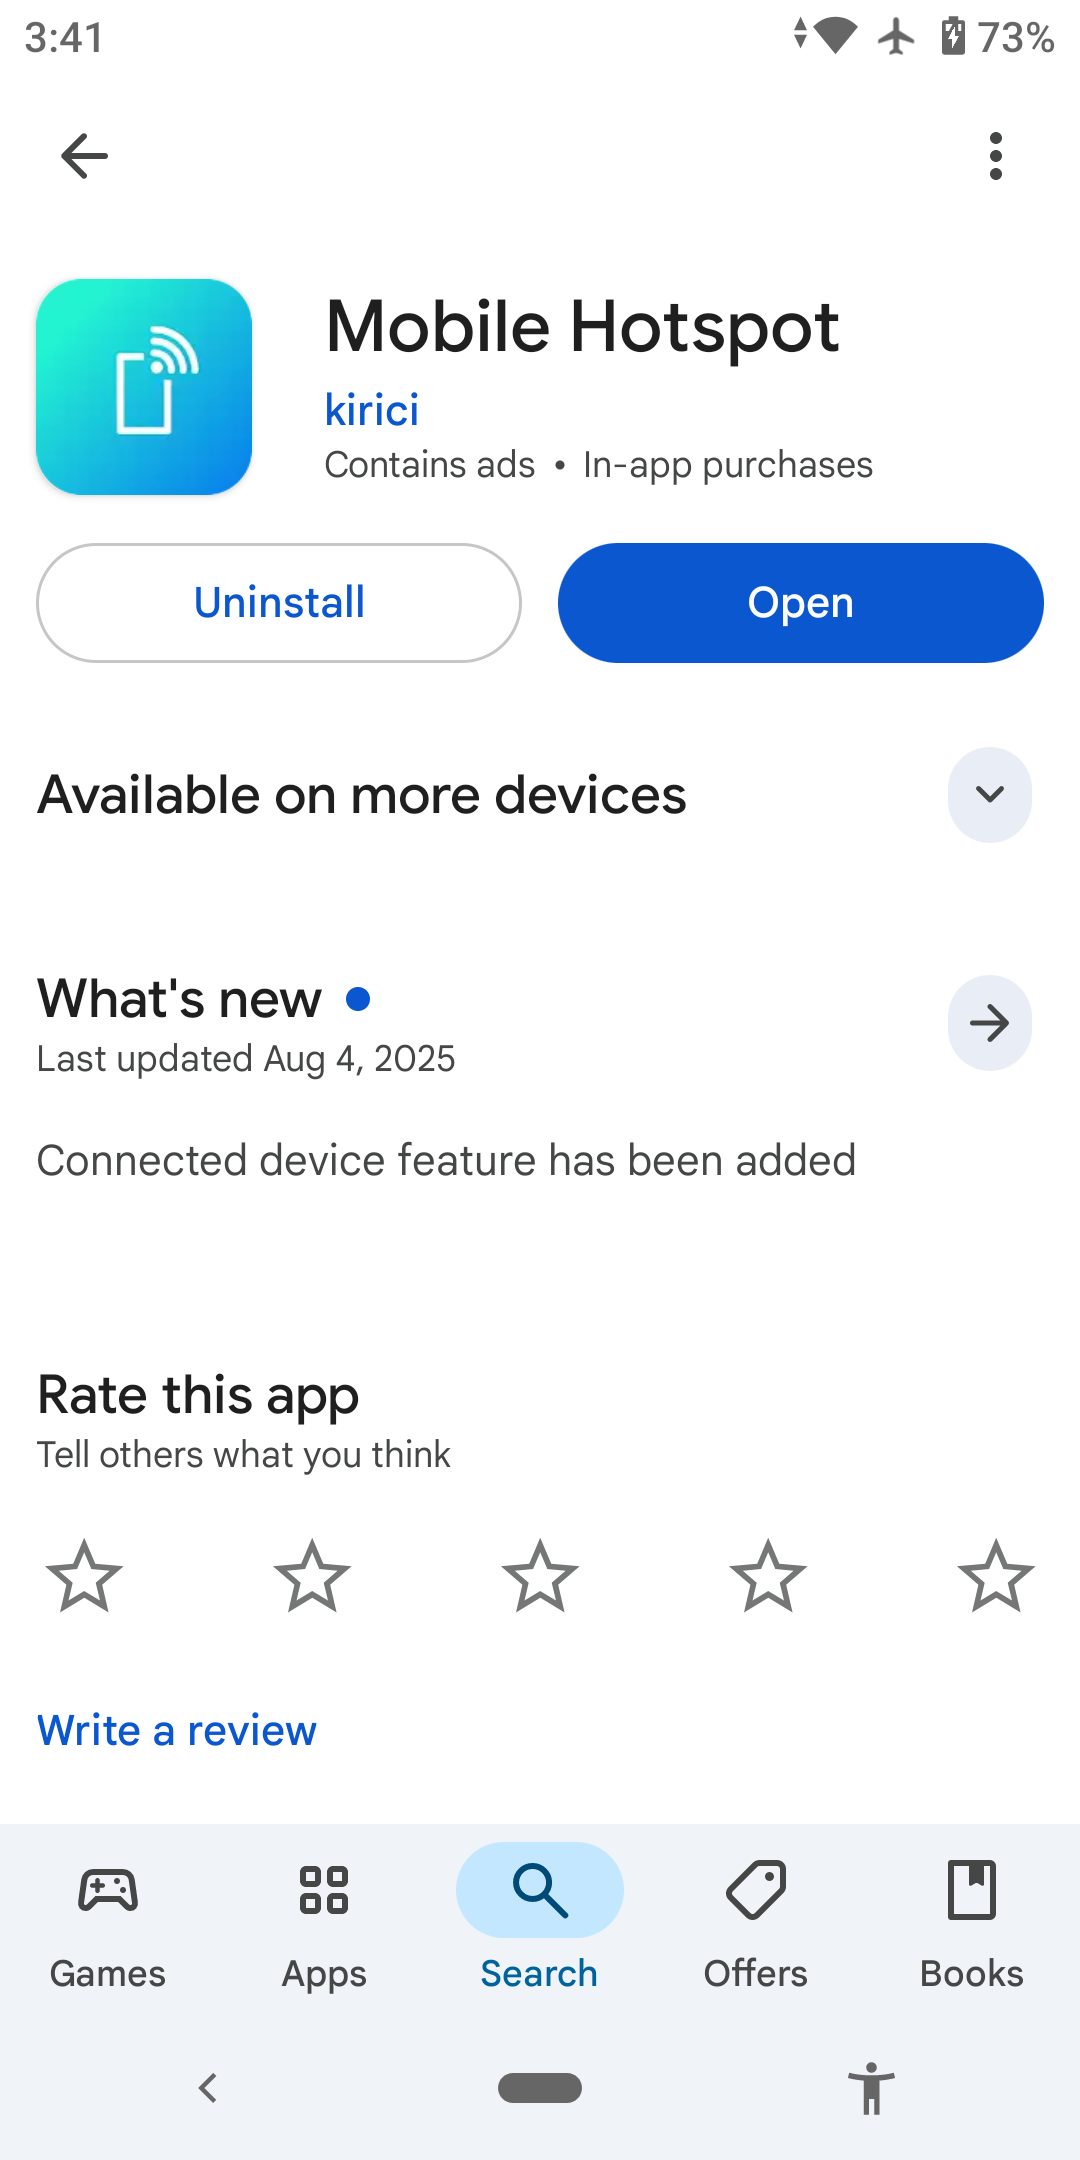 3:41
73%
Mobile Hotspot
kirici
Contains ads • In-app purchases
Uninstall
Open
Available on more devices
What's new
Last updated Aug 4, 2025
Connected device feature has been added
Rate this app
Tell others what you think
Write a review
Games
Apps
Search
Offers
Books